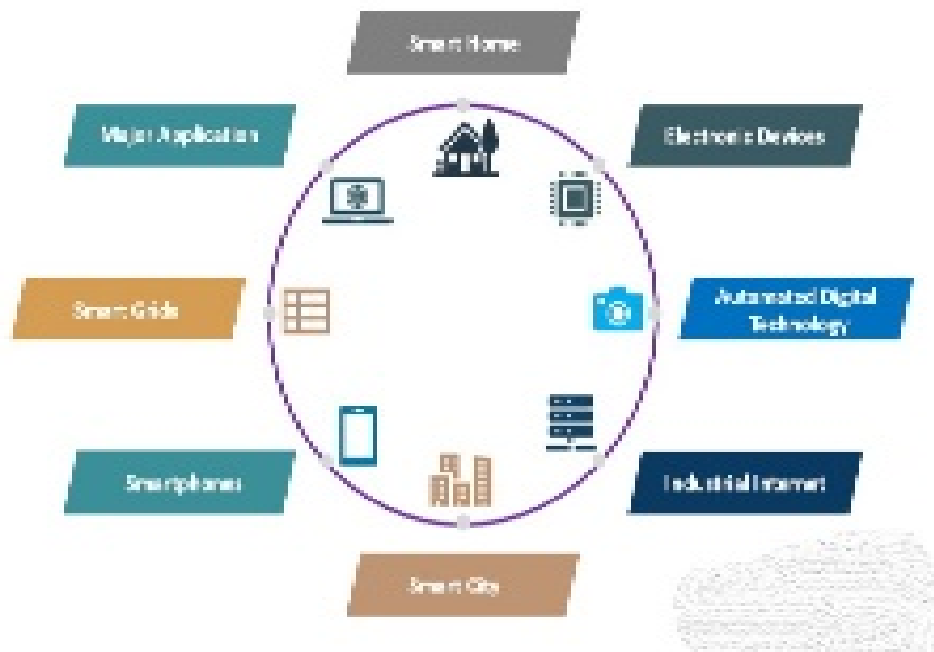 Smart Home
Major Application
Electronic Devices
Smart Grids
Automated Digital
Technology
Smartphones
Industrial Internet
Smart City